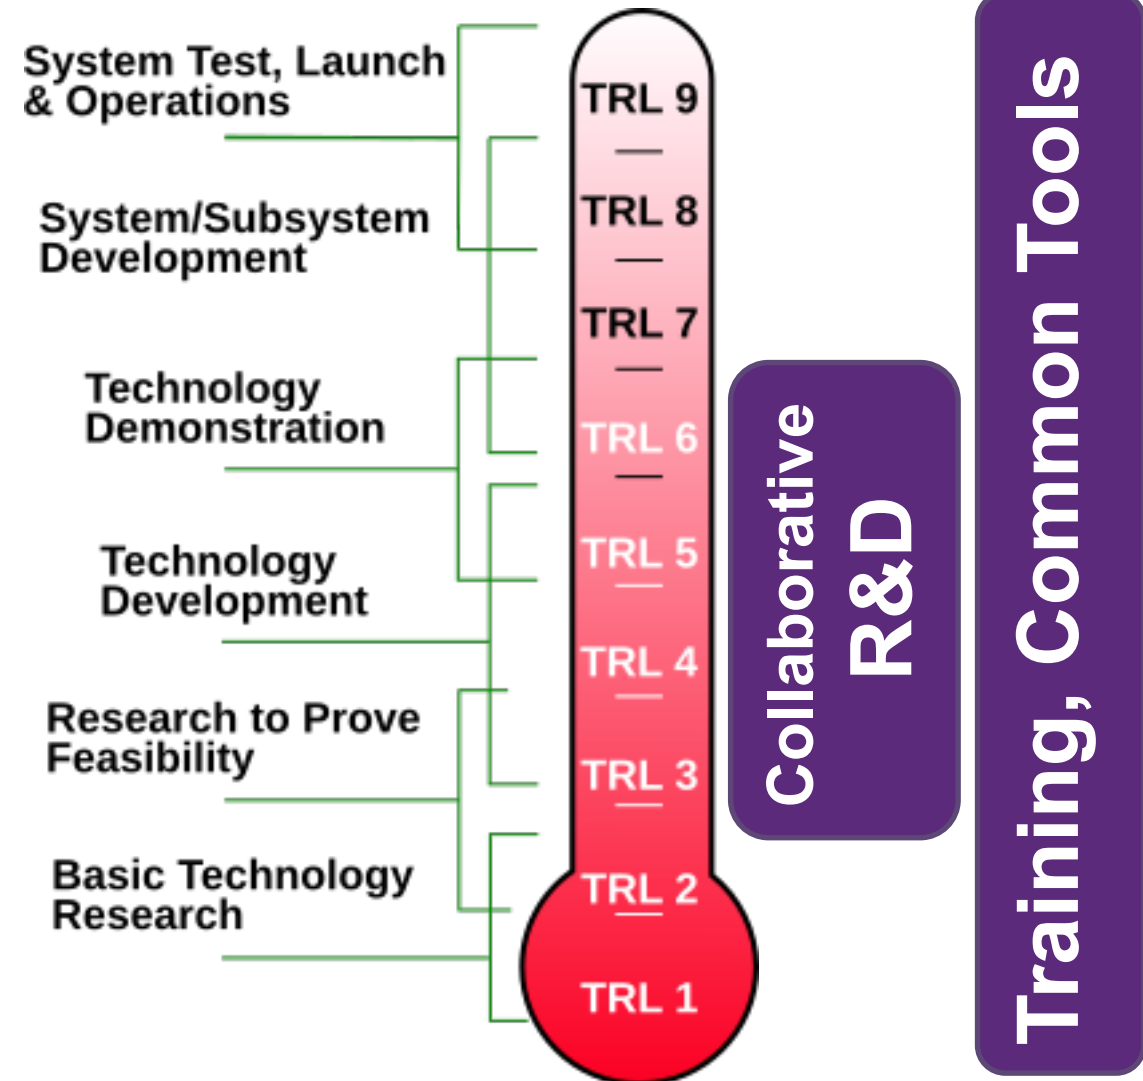 System Test, Launch
& Operations
System/Subsystem
Development
Technology
Demonstration
Technology
Development
Research to Prove
Feasibility
Basic Technology
Research
TRL 9
TRL 8
TRL 7
TRL 6
TRL 5
TRL 4
TRL 3
TRL 2
TRL 1
Collaborative
R&D
Training, Common Tools